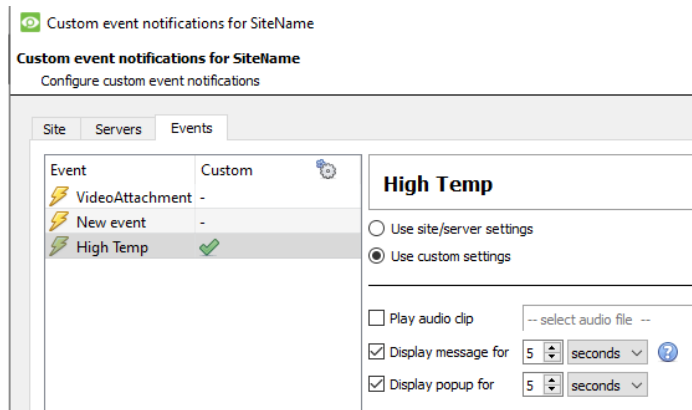 Custom event notifications for SiteName
Custom event notifications for SiteName
Configure custom event notifications
Site Servers Events
Event Custom
VideoAttachment -
New event -
High Temp
High Temp
Use site/server settings
Use custom settings
Play audio clip -- select audio file --
Display message for 5 seconds ?
Display popup for 5 seconds